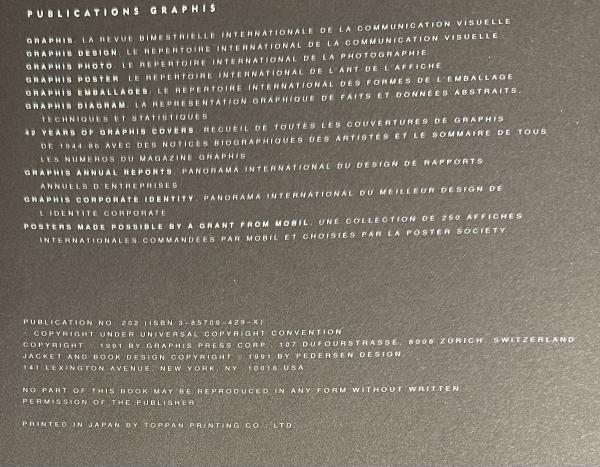 PUBLICATIONS GRAPHIS
GRAPHIS, LA REVUE BIMESTRIELLE INTERNATIONALE DE LA COMMUNICATION VISUELLE
GRAPHIS DESIGN, LE REPERTOIRE INTERNATIONAL DE LA COMMUNICATION VISUELLE
GRAPHIS PHOTO, LE REPERTOIRE INTERNATIONAL DE LA PHOTOGRAPHIE
GRAPHIS POSTER, LE REPERTOIRE INTERNATIONAL DE L'ART DE L'AFFICHE
GRAPHIS EMBALLAGES, LE REPERTOIRE INTERNATIONAL DES FORMES DE L'EMBALLAGE
GRAPHIS DIAGRAM, LA REPRESENTATION GRAPHIQUE DE FAITS ET DONNÉES ABSTRAITS,
TECHNIQUES ET STATISTIQUES
42 YEARS OF GRAPHIS COVERS, RECUEIL DE TOUTES LES COUVERTURES DE GRAPHIS
DE 1944-86 AVEC DES NOTICES BIOGRAPHIQUES DES ARTISTES ET LE SOMMAIRE DE TOUS
LES NUMEROS DU MAGAZINE GRAPHIS
GRAPHIS ANNUAL REPORTS, PANORAMA INTERNATIONAL DU DESIGN DE RAPPORTS
ANNUELS D'ENTREPRISES
GRAPHIS CORPORATE IDENTITY, PANORAMA INTERNATIONAL DU MEILLEUR DESIGN DE
L'IDENTITE CORPORATE
POSTERS MADE POSSIBLE BY A GRANT FROM MOBIL, UNE COLLECTION DE 250 AFFICHES
INTERNATIONALES COMMANDEES PAR MOBIL ET CHOISIES PAR LA POSTER SOCIETY
PUBLICATION NO. 202 (ISBN 3-85709-429-X)
© COPYRIGHT UNDER UNIVERSAL COPYRIGHT CONVENTION
COPYRIGHT © 1991 BY GRAPHIS PRESS CORP., 107 DUFOURSTRASSE, 8008 ZÜRICH, SWITZERLAND
JACKET AND BOOK DESIGN COPYRIGHT © 1991 BY PEDERSEN DESIGN,
141 LEXINGTON AVENUE, NEW YORK, NY. 10016 USA
NO PART OF THIS BOOK MAY BE REPRODUCED IN ANY FORM WITHOUT WRITTEN
PERMISSION OF THE PUBLISHER
PRINTED IN JAPAN BY TOPPAN PRINTING CO., LTD.